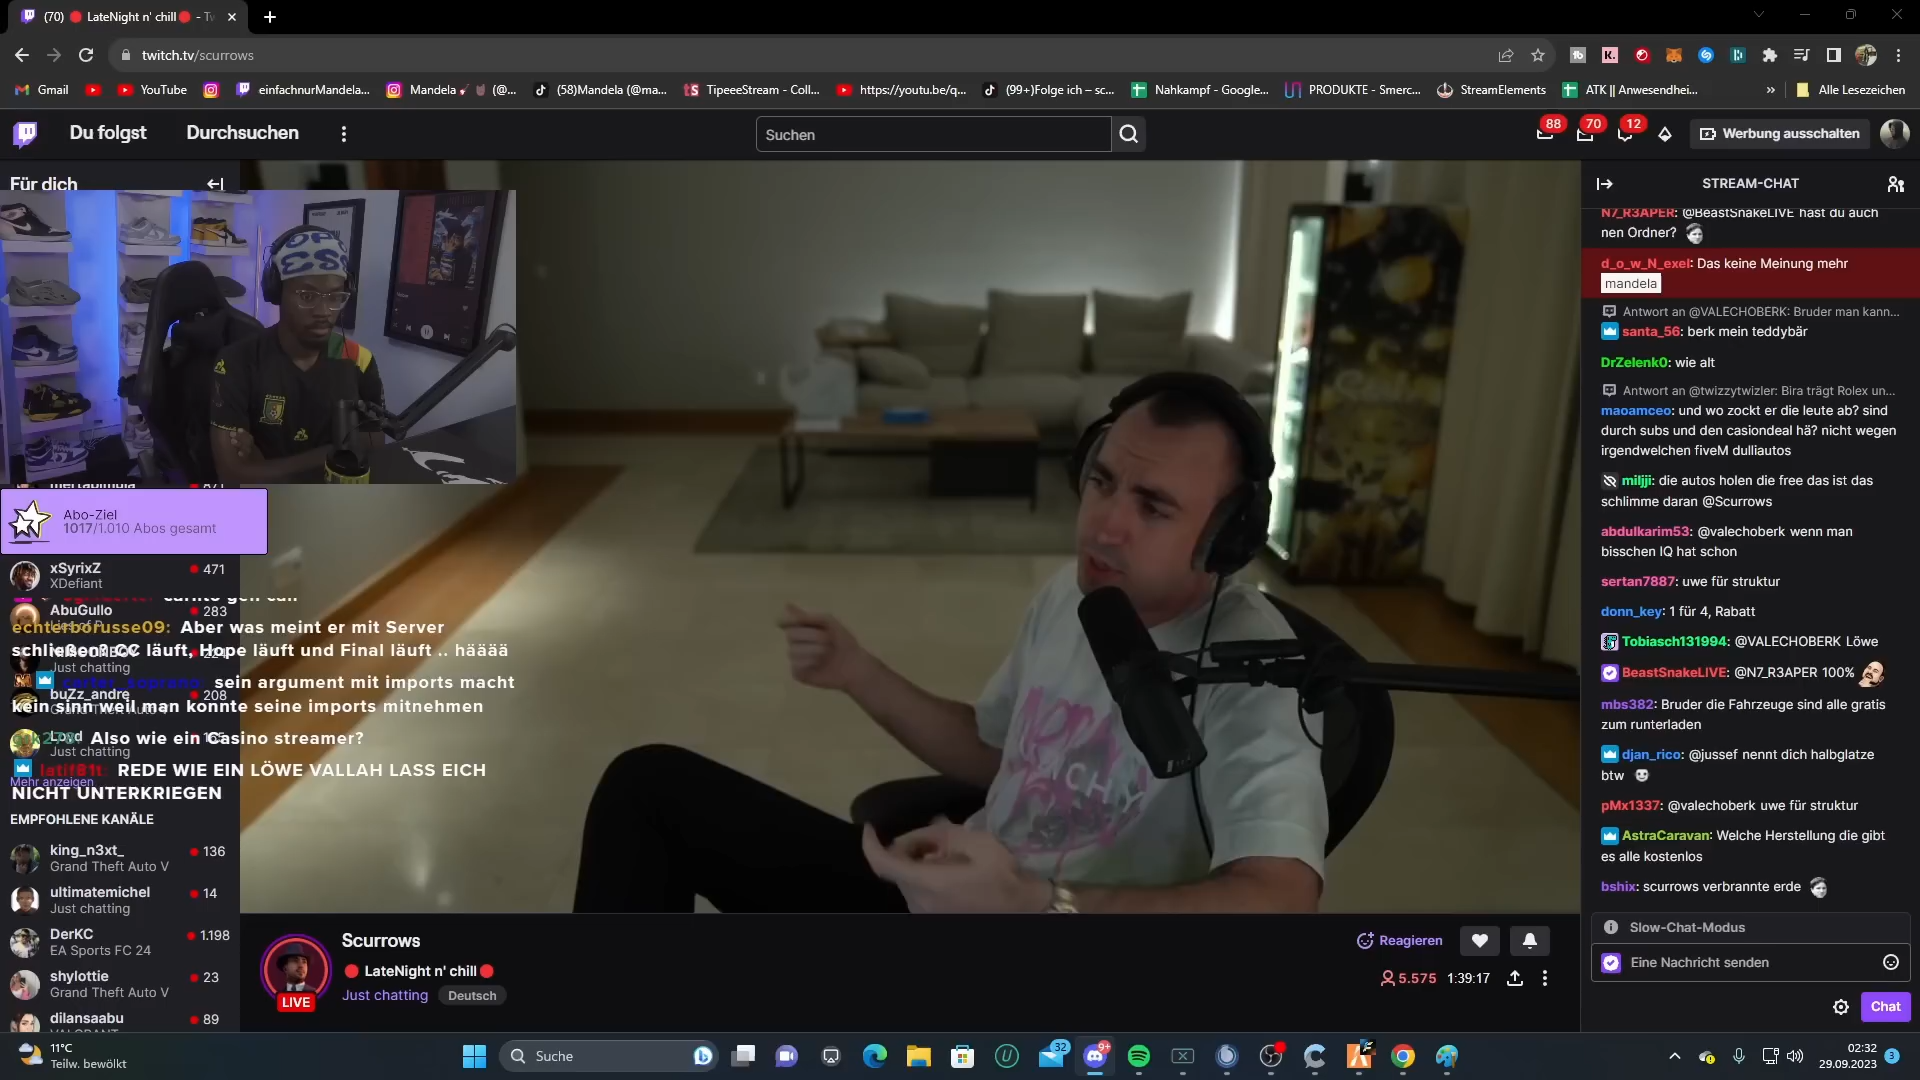 (70) 🔴 LateNight n' chill🔴 - Tw
twitch.tv/scurrows
Gmail
YouTube
einfachnurMandela...
Mandela
(@...
(58)Mandela (@ma...
TipeeeStream - Coll...
https://youtu.be/q...
(99+)Folge ich – sc...
Nahkampf - Google...
PRODUKTE - Smerc...
StreamElements
ATK || Anwesendhei...
»
Alle Lesezeichen
Du folgst
Durchsuchen
Suchen
88
70
12
Werbung ausschalten
Für dich
STREAM-CHAT
N7_R3APER: @BeastSnakeLIVE hast du auch
nen Ordner?
d_o_w_N_exel: Das keine Meinung mehr
mandela
Antwort an @VALECHOBERK: Bruder man kann...
santa_56: berk mein teddybär
DrZelenk0: wie alt
Antwort an @twizzytwizler: Bira trägt Rolex un...
maoamceo: und wo zockt er die leute ab? sind
durch subs und den casiondeal hä? nicht wegen
irgendwelchen fiveM dulliautos
miljji: die autos holen die free das ist das
schlimme daran @Scurrows
abdulkarim53: @valechoberk wenn man
bisschen IQ hat schon
sertan7887: uwe für struktur
donn_key: 1 für 4, Rabatt
Tobiasch131994: @VALECHOBERK Löwe
BeastSnakeLIVE: @N7_R3APER 100%
mbs382: Bruder die Fahrzeuge sind alle gratis
zum runterladen
djan_rico: @jussef nennt dich halbglatze
btw
pMx1337: @valechoberk uwe für struktur
AstraCaravan: Welche Herstellung die gibt
es alle kostenlos
bshix: scurrows verbrannte erde
Slow-Chat-Modus
Eine Nachricht senden
Chat
Abo-Ziel
1017/1.010 Abos gesamt
xSyrixZ
471
XDefiant
AbuGullo
283
echterborusse09: Aber was meint er mit Server
schließen? CC läuft, Hope läuft und Final läuft .. hääää
Just chatting
sein argument mit imports macht
buZz_andre
208
kein sinn weil man konnte seine imports mitnehmen
Lord
165
Also wie ein Casino streamer?
Just chatting
latif81t: REDE WIE EIN LÖWE VALLAH LASS EICH
Mehr anzeigen
NICHT UNTERKRIEGEN
EMPFOHLENE KANÄLE
king_n3xt_
136
Grand Theft Auto V
ultimatemichel
14
Just chatting
DerKC
1.198
EA Sports FC 24
shylottie
23
Grand Theft Auto V
dilansaabu
89
VALORANT
Scurrows
🔴 LateNight n' chill🔴
Just chatting
Deutsch
LIVE
Reagieren
5.575
1:39:17
11°C
Teilw. bewölkt
Suche
32
9+
02:32
29.09.2023
3